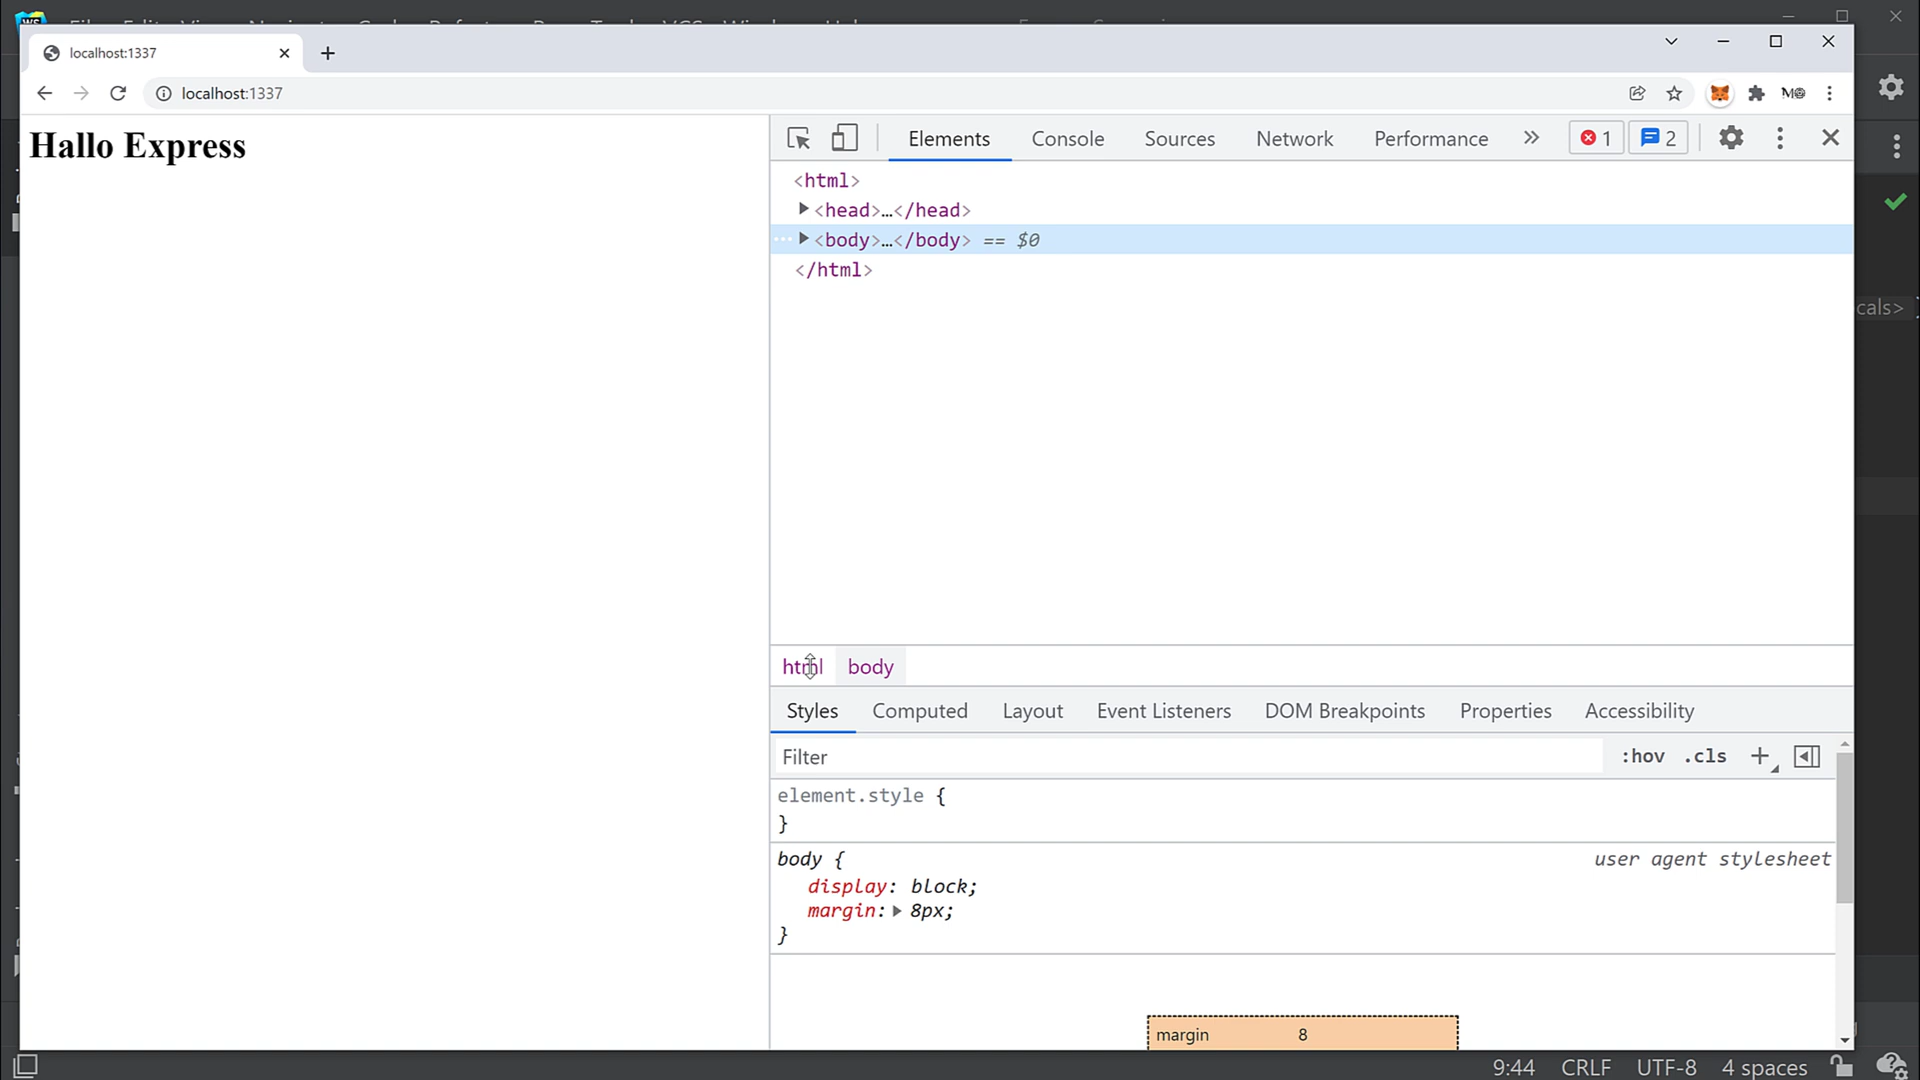 WS
localhost:1337
localhost:1337
Hallo Express
Elements Console Sources Network Performance 1 2
<html>
<head>…</head>
<body>…</body> == $0
</html>
cals>
html body
Styles Computed Layout Event Listeners DOM Breakpoints Properties Accessibility
Filter :hov .cls
element.style {
}
body { user agent stylesheet
display: block;
margin: 8px;
}
margin 8
9:44 CRLF UTF-8 4 spaces